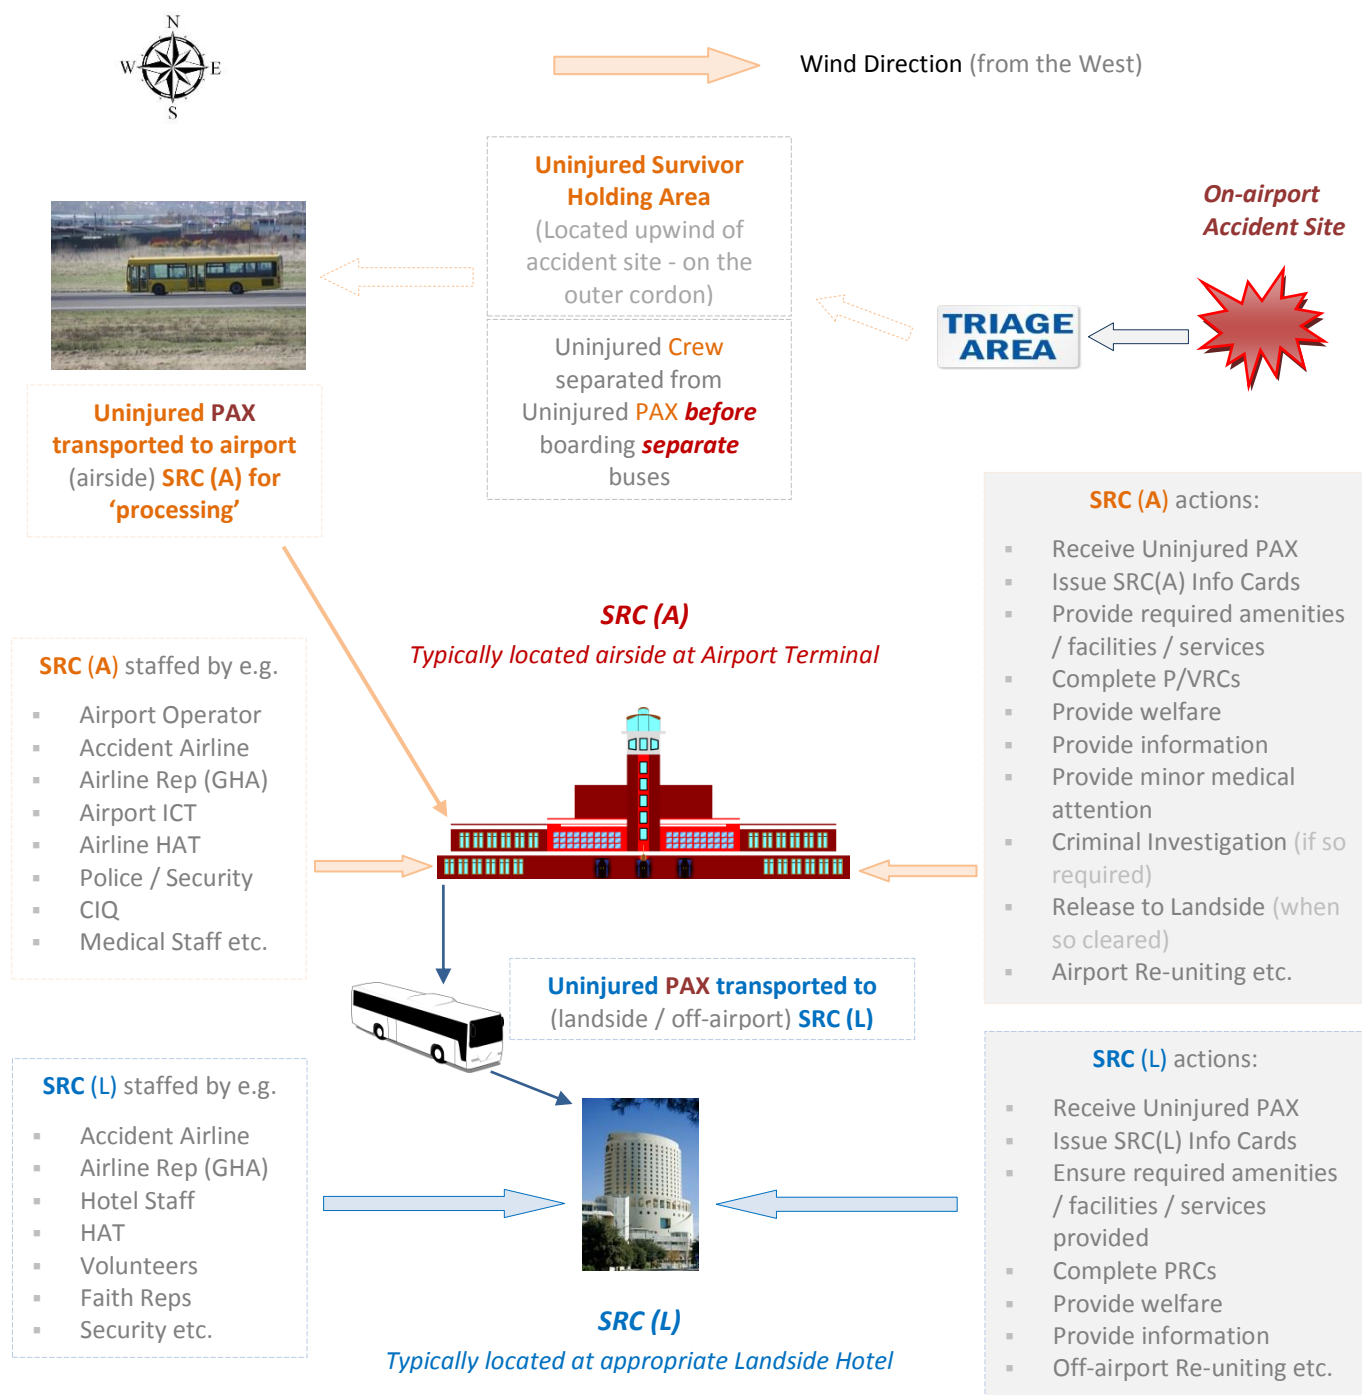 N
W
E
S
Wind Direction (from the West)
Uninjured Survivor
Holding Area
(Located upwind of
accident site - on the
outer cordon)
On-airport
Accident Site
TRIAGE
AREA
Uninjured Crew
separated from
Uninjured PAX before
boarding separate
buses
Uninjured PAX
transported to airport
(airside) SRC (A) for
‘processing’
SRC (A)
Typically located airside at Airport Terminal
SRC (A) staffed by e.g.
▪ Airport Operator
▪ Accident Airline
▪ Airline Rep (GHA)
▪ Airport ICT
▪ Airline HAT
▪ Police / Security
▪ CIQ
▪ Medical Staff etc.
SRC (A) actions:
▪ Receive Uninjured PAX
▪ Issue SRC(A) Info Cards
▪ Provide required amenities
/ facilities / services
▪ Complete P/VRCs
▪ Provide welfare
▪ Provide information
▪ Provide minor medical
attention
▪ Criminal Investigation (if so
required)
▪ Release to Landside (when
so cleared)
▪ Airport Re-uniting etc.
Uninjured PAX transported to
(landside / off-airport) SRC (L)
SRC (L) staffed by e.g.
▪ Accident Airline
▪ Airline Rep (GHA)
▪ Hotel Staff
▪ HAT
▪ Volunteers
▪ Faith Reps
▪ Security etc.
SRC (L) actions:
▪ Receive Uninjured PAX
▪ Issue SRC(L) Info Cards
▪ Ensure required amenities
/ facilities / services
provided
▪ Complete PRCs
▪ Provide welfare
▪ Provide information
▪ Off-airport Re-uniting etc.
SRC (L)
Typically located at appropriate Landside Hotel